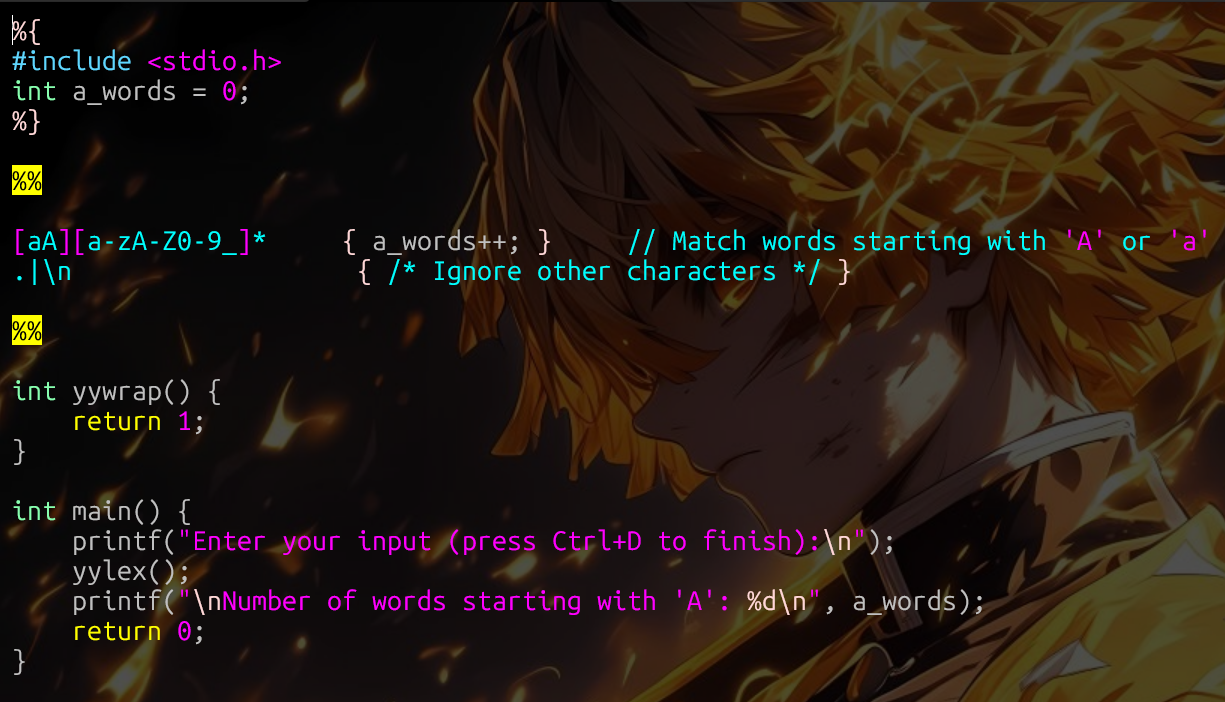 %{
#include <stdio.h>
int a_words = 0;
%}
%%
[aA][a-zA-Z0-9_]*     { a_words++; }     // Match words starting with 'A' or 'a'
.|\n                   { /* Ignore other characters */ }
%%
int yywrap() {
    return 1;
}
int main() {
    printf("Enter your input (press Ctrl+D to finish):\n");
    yylex();
    printf("\nNumber of words starting with 'A': %d\n", a_words);
    return 0;
}